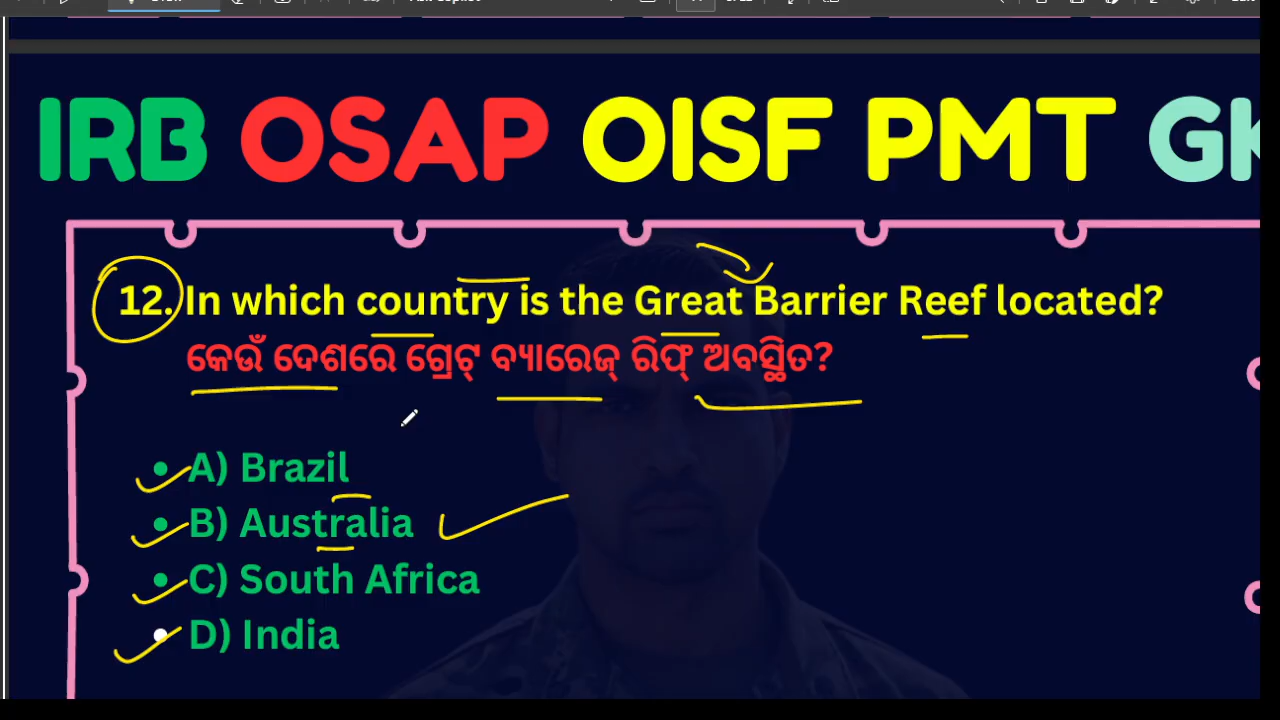 IRB OSAP OISF PMT GK
12. In which country is the Great Barrier Reef located?
କେଉଁ ଦେଶରେ ଗ୍ରେଟ୍ ବ୍ୟାରେଜ୍ ରିଫ୍ ଅବସ୍ଥିତ?
A) Brazil
B) Australia
C) South Africa
D) India